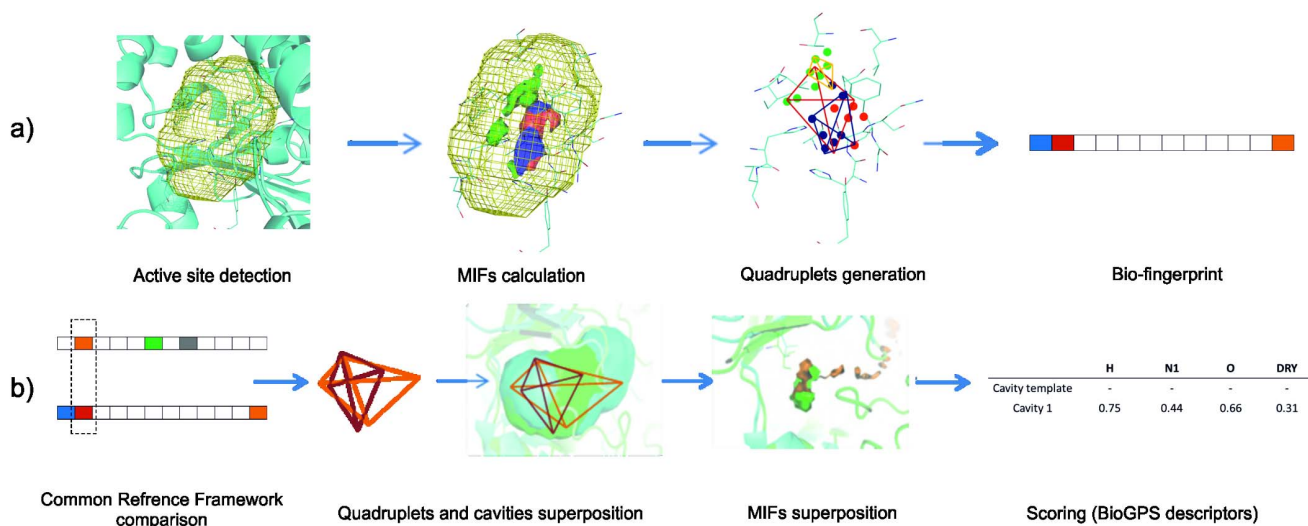 a)
Active site detection
MIFs calculation
Quadruplets generation
Bio-fingerprint
b)
H N1 O DRY
Cavity template - - - -
Cavity 1 0.75 0.44 0.66 0.31
Common Refrence Framework
comparison
Quadruplets and cavities superposition
MIFs superposition
Scoring (BioGPS descriptors)